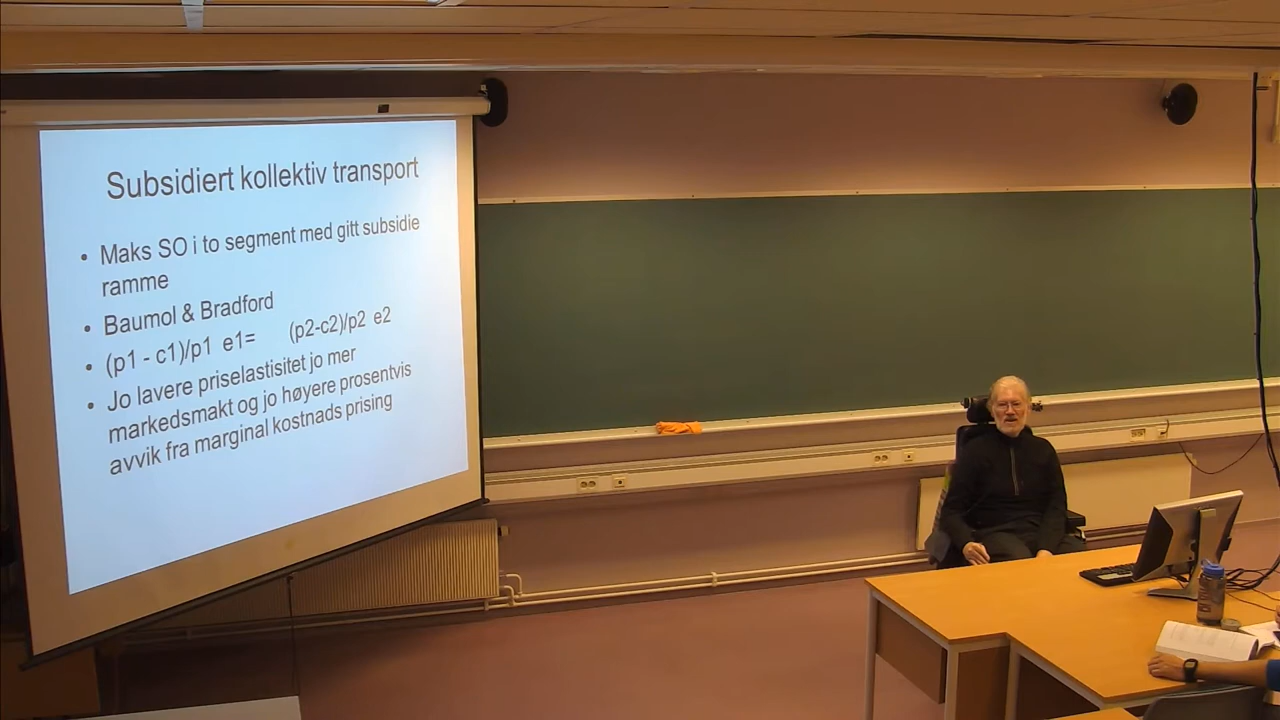 Subsidiert kollektiv transport
• Maks SO i to segment med gitt subsidie
ramme
• Baumol & Bradford
• (p1 - c1)/p1 e1= (p2-c2)/p2 e2
• Jo lavere priselastisitet jo mer
markedsmakt og jo høyere prosentvis
avvik fra marginal kostnads prising